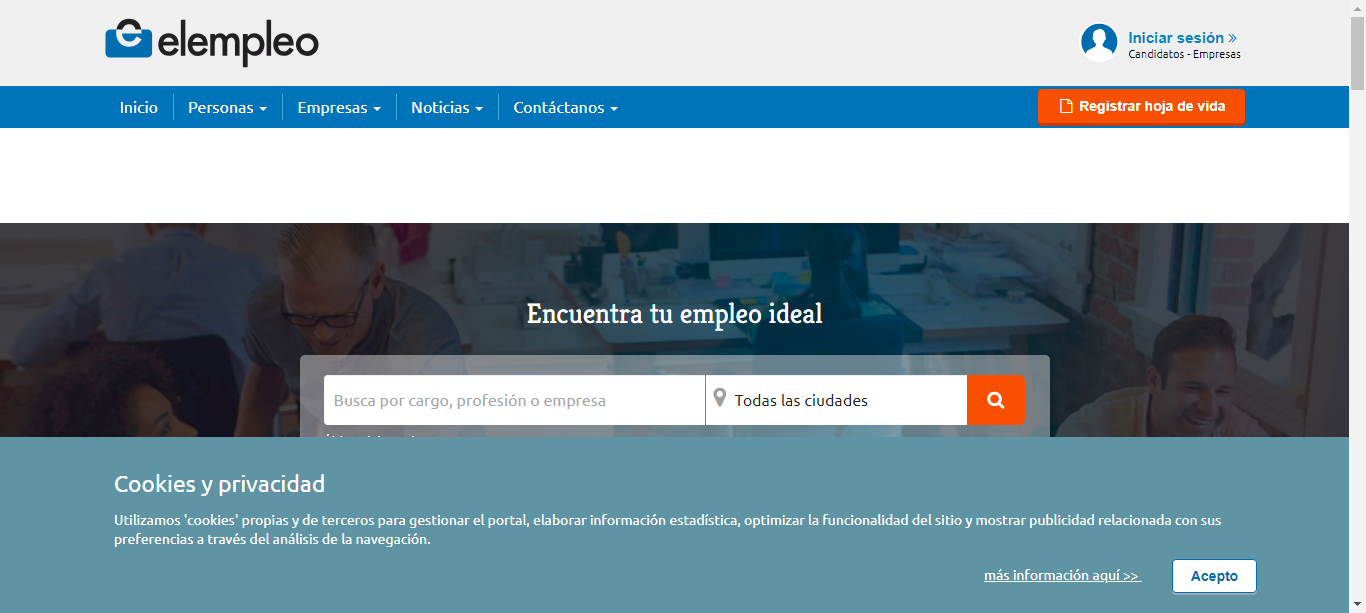 elempleo
Iniciar sesión »
Candidatos - Empresas
Inicio
Personas
Empresas
Noticias
Contáctanos
Registrar hoja de vida
Encuentra tu empleo ideal
Busca por cargo, profesión o empresa
Todas las ciudades
Cookies y privacidad
Utilizamos 'cookies' propias y de terceros para gestionar el portal, elaborar información estadística, optimizar la funcionalidad del sitio y mostrar publicidad relacionada con sus
preferencias a través del análisis de la navegación.
más información aquí >>
Acepto